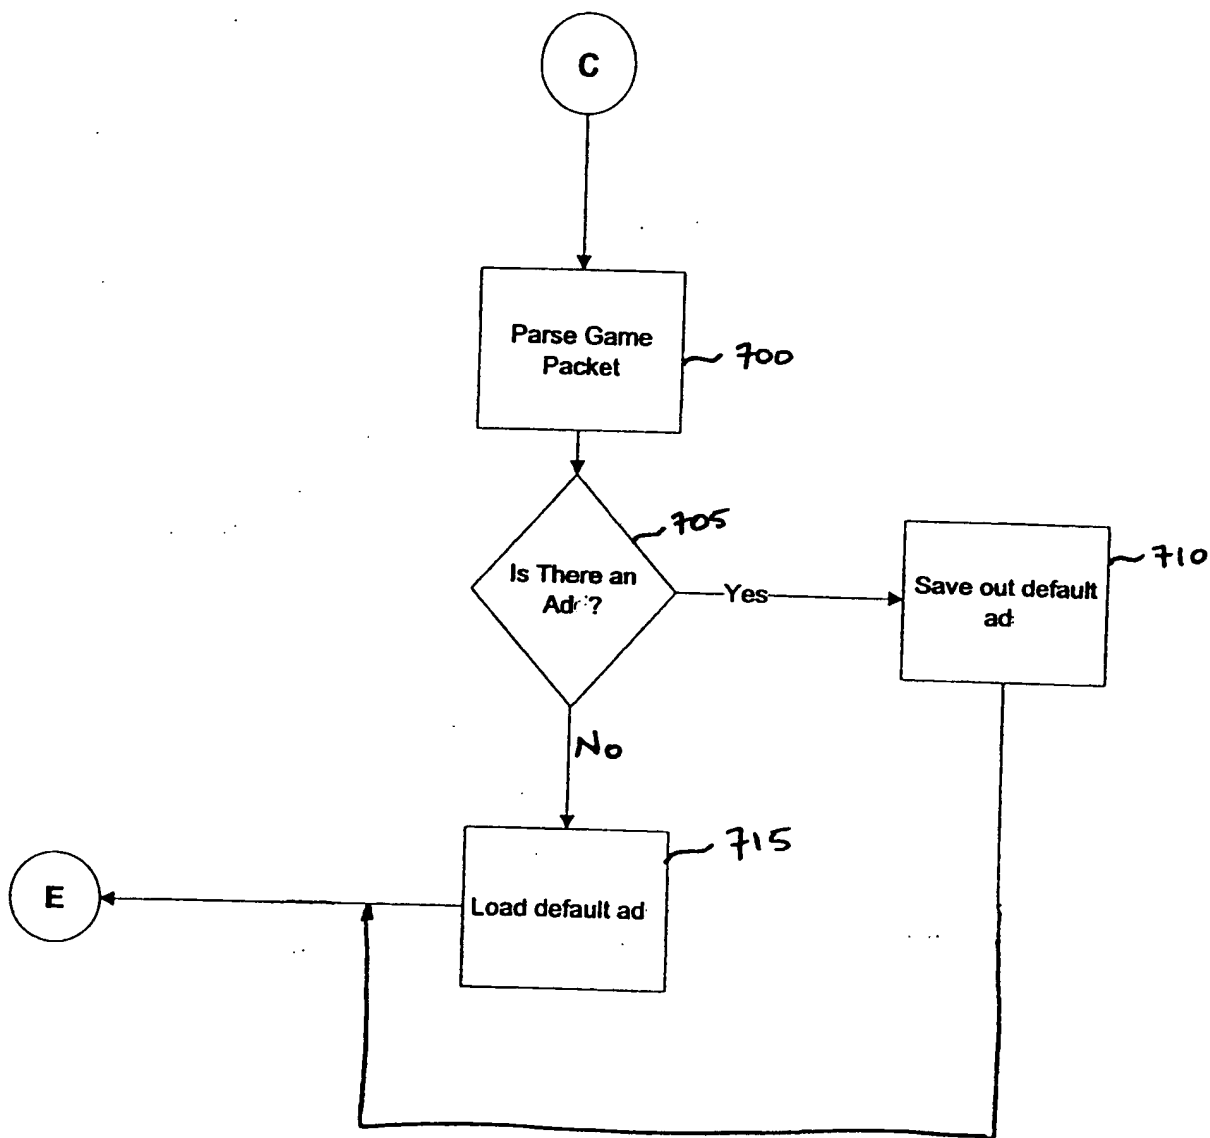 C
Parse Game
Packet
700
705
Is There an
Ad ?
Yes
Save out default
ad
710
No
715
Load default ad
E